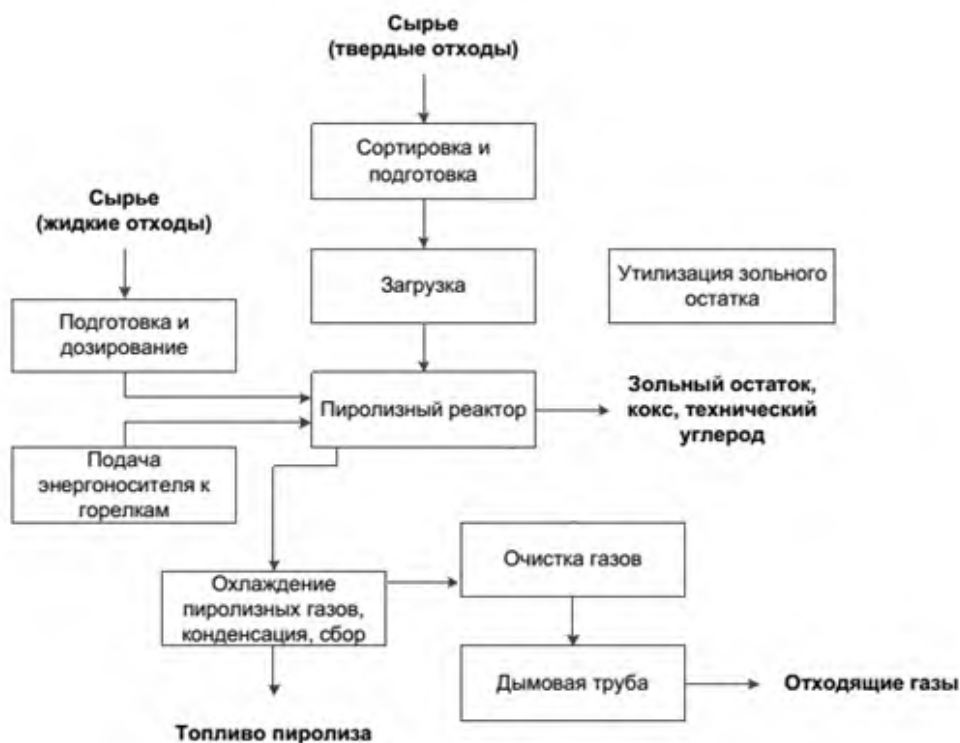 Сырье
(твердые отходы)
Сортировка и
подготовка
Сырье
(жидкие отходы)
Загрузка
Утилизация зольного
остатка
Подготовка и
дозирование
Пиролизный реактор
Зольный остаток,
кокс, технический
углерод
Подача
энергоносителя к
горелкам
Очистка газов
Охлаждение
пиролизных газов,
конденсация, сбор
Дымовая труба
Отходящие газы
Топливо пиролиза